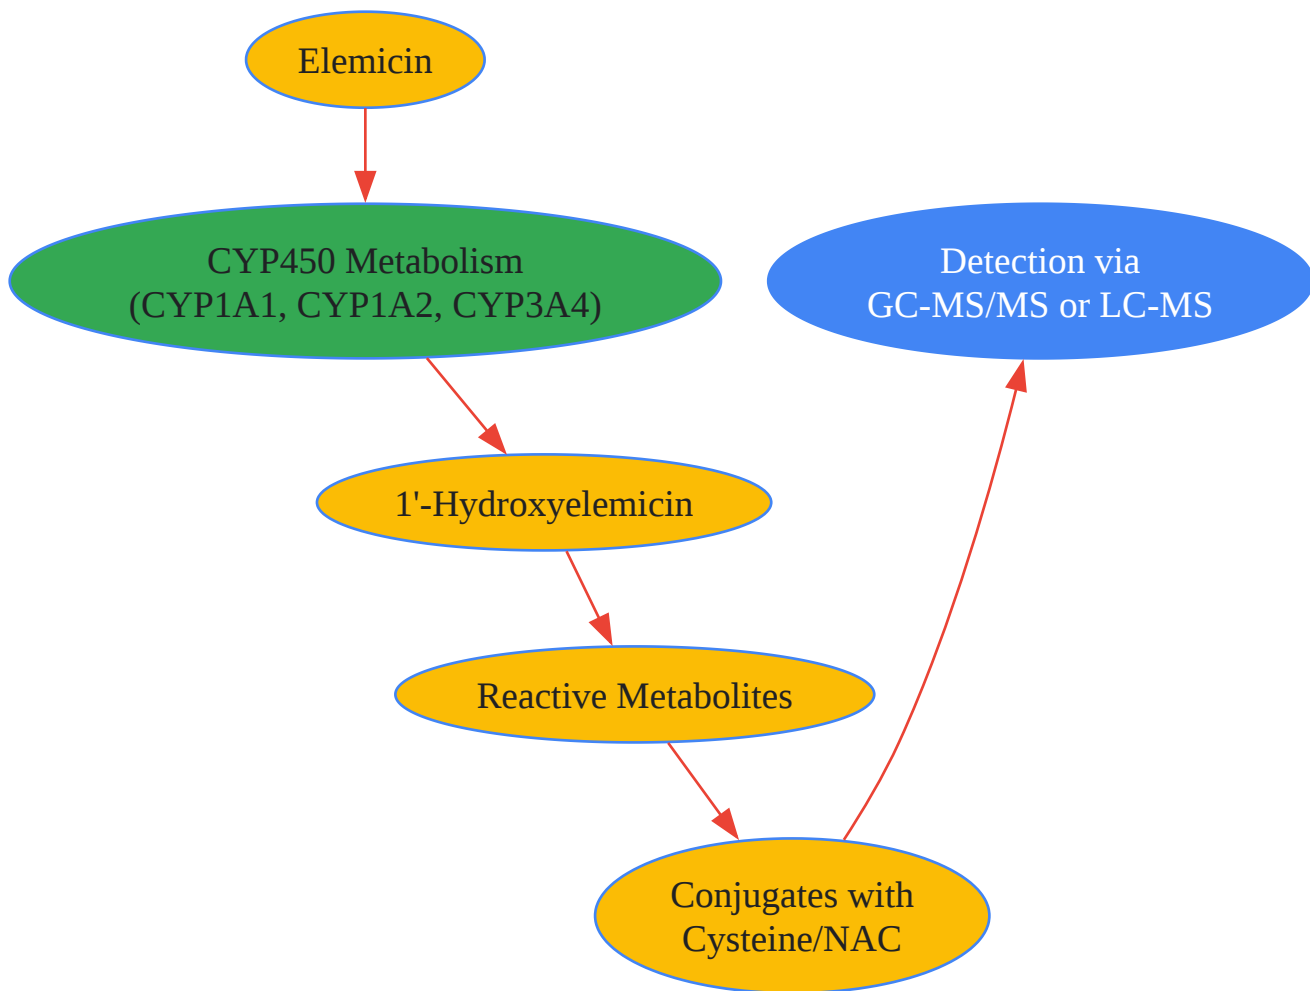 Elemicin
CYP450 Metabolism
(CYP1A1, CYP1A2, CYP3A4)
Detection via
GC-MS/MS or LC-MS
1'-Hydroxyelemicin
Reactive Metabolites
Conjugates with
Cysteine/NAC